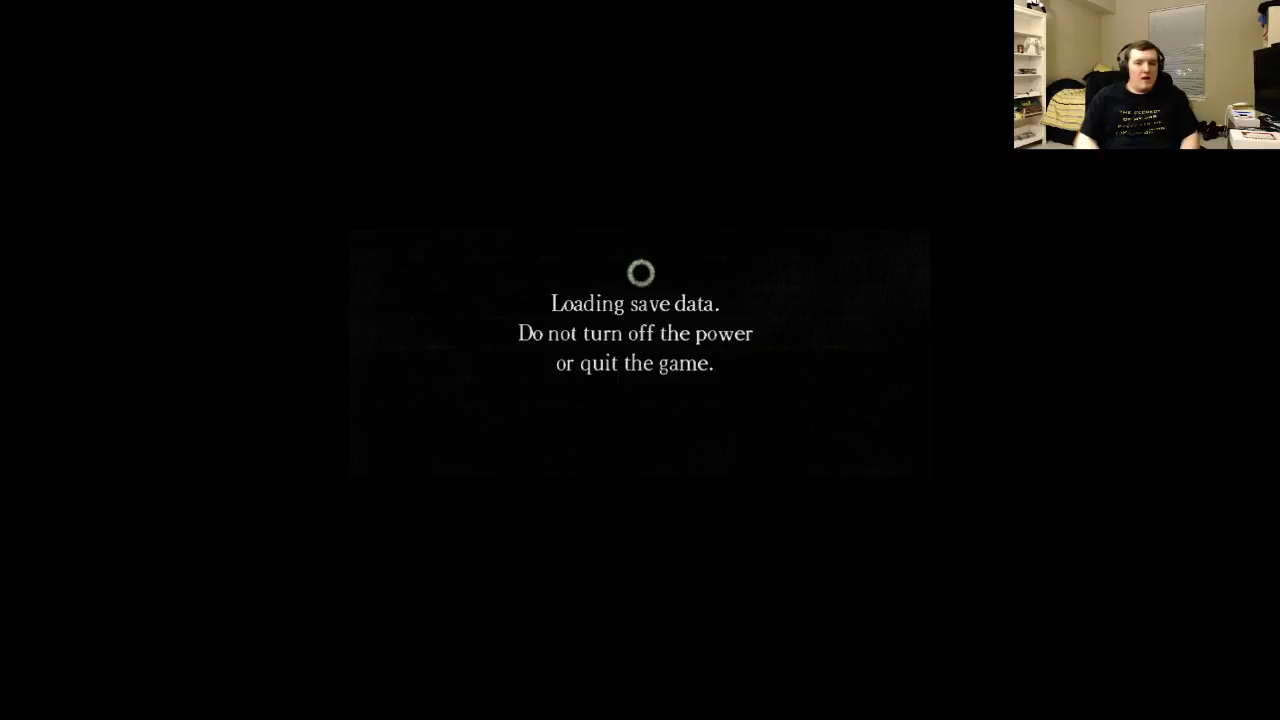 Loading save data.
Do not turn off the power
or quit the game.